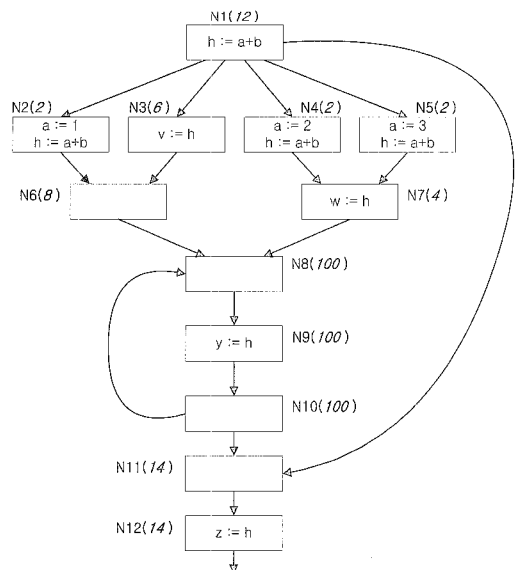 N1(12)
h := a+b
N2(2)
N3(6)
N4(2)
N5(2)
a := 1
h := a+b
v := h
a := 2
h := a+b
a := 3
h := a+b
N6(8)
w := h
N7(4)
N8(100)
y := h
N9(100)
N10(100)
N11(14)
N12(14)
z := h